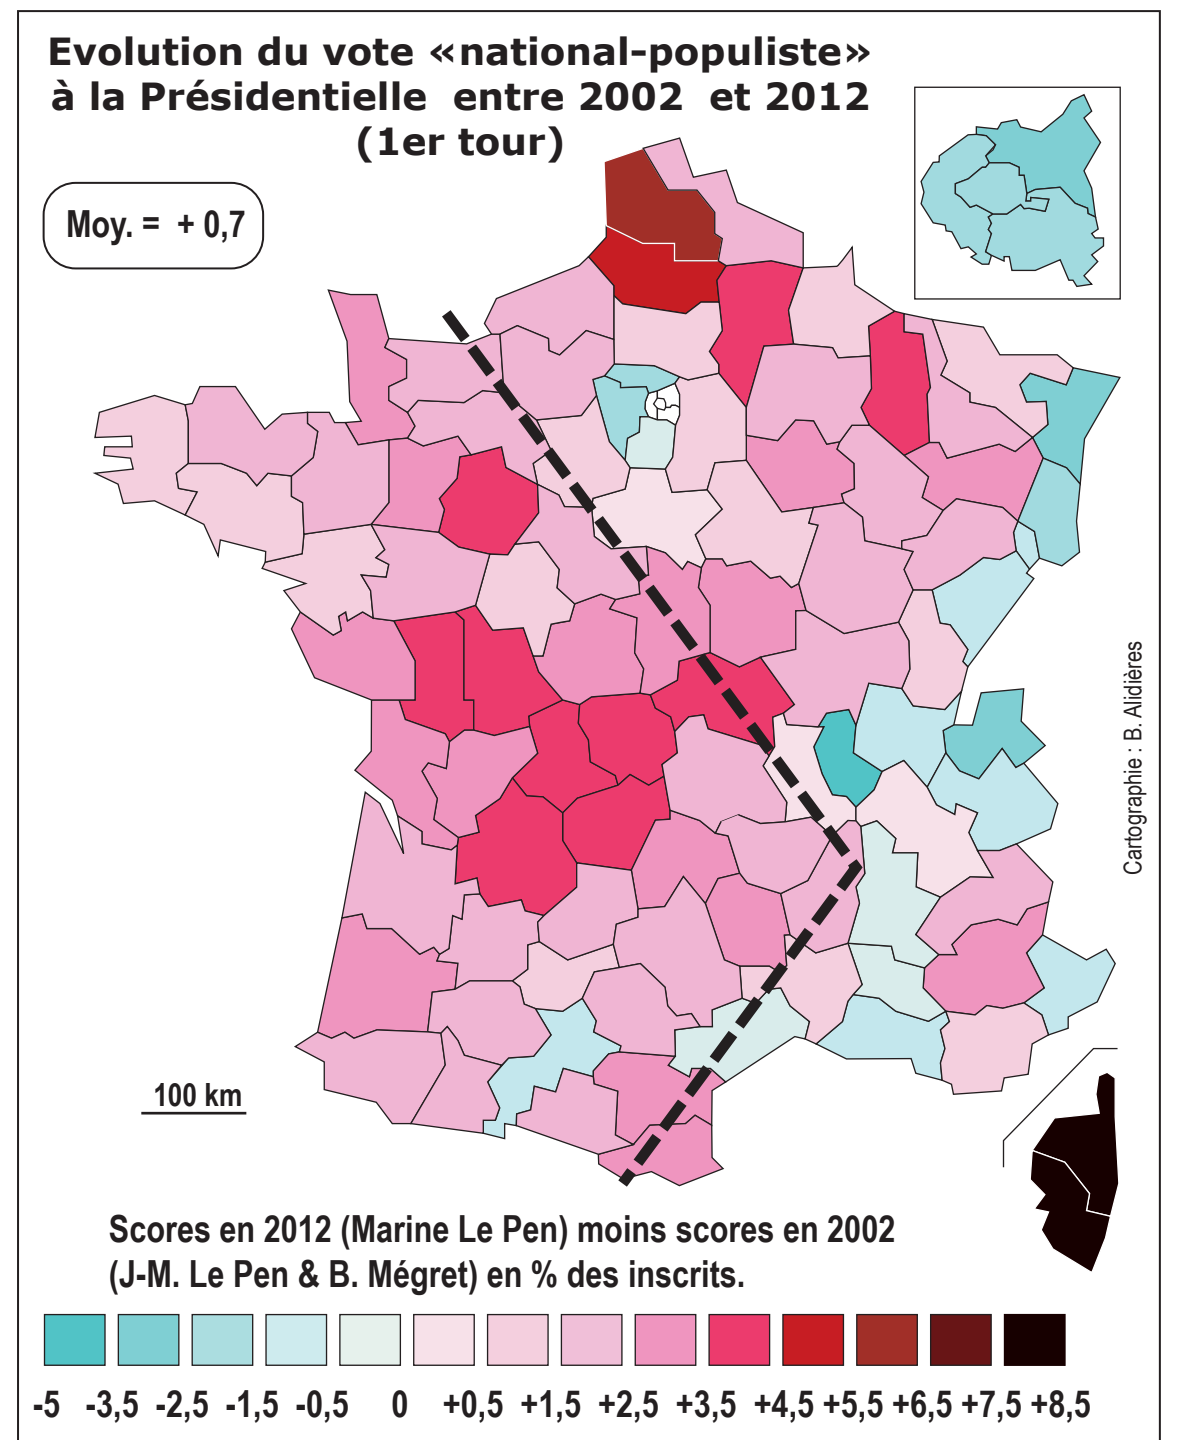 Evolution du vote «national-populiste»
à la Présidentielle entre 2002 et 2012
(1er tour)
Moy. = + 0,7
Cartographie : B. Alidières
100 km
Scores en 2012 (Marine Le Pen) moins scores en 2002
(J-M. Le Pen & B. Mégret) en % des inscrits.
-5 -3,5 -2,5 -1,5 -0,5 0 +0,5 +1,5 +2,5 +3,5 +4,5 +5,5 +6,5 +7,5 +8,5